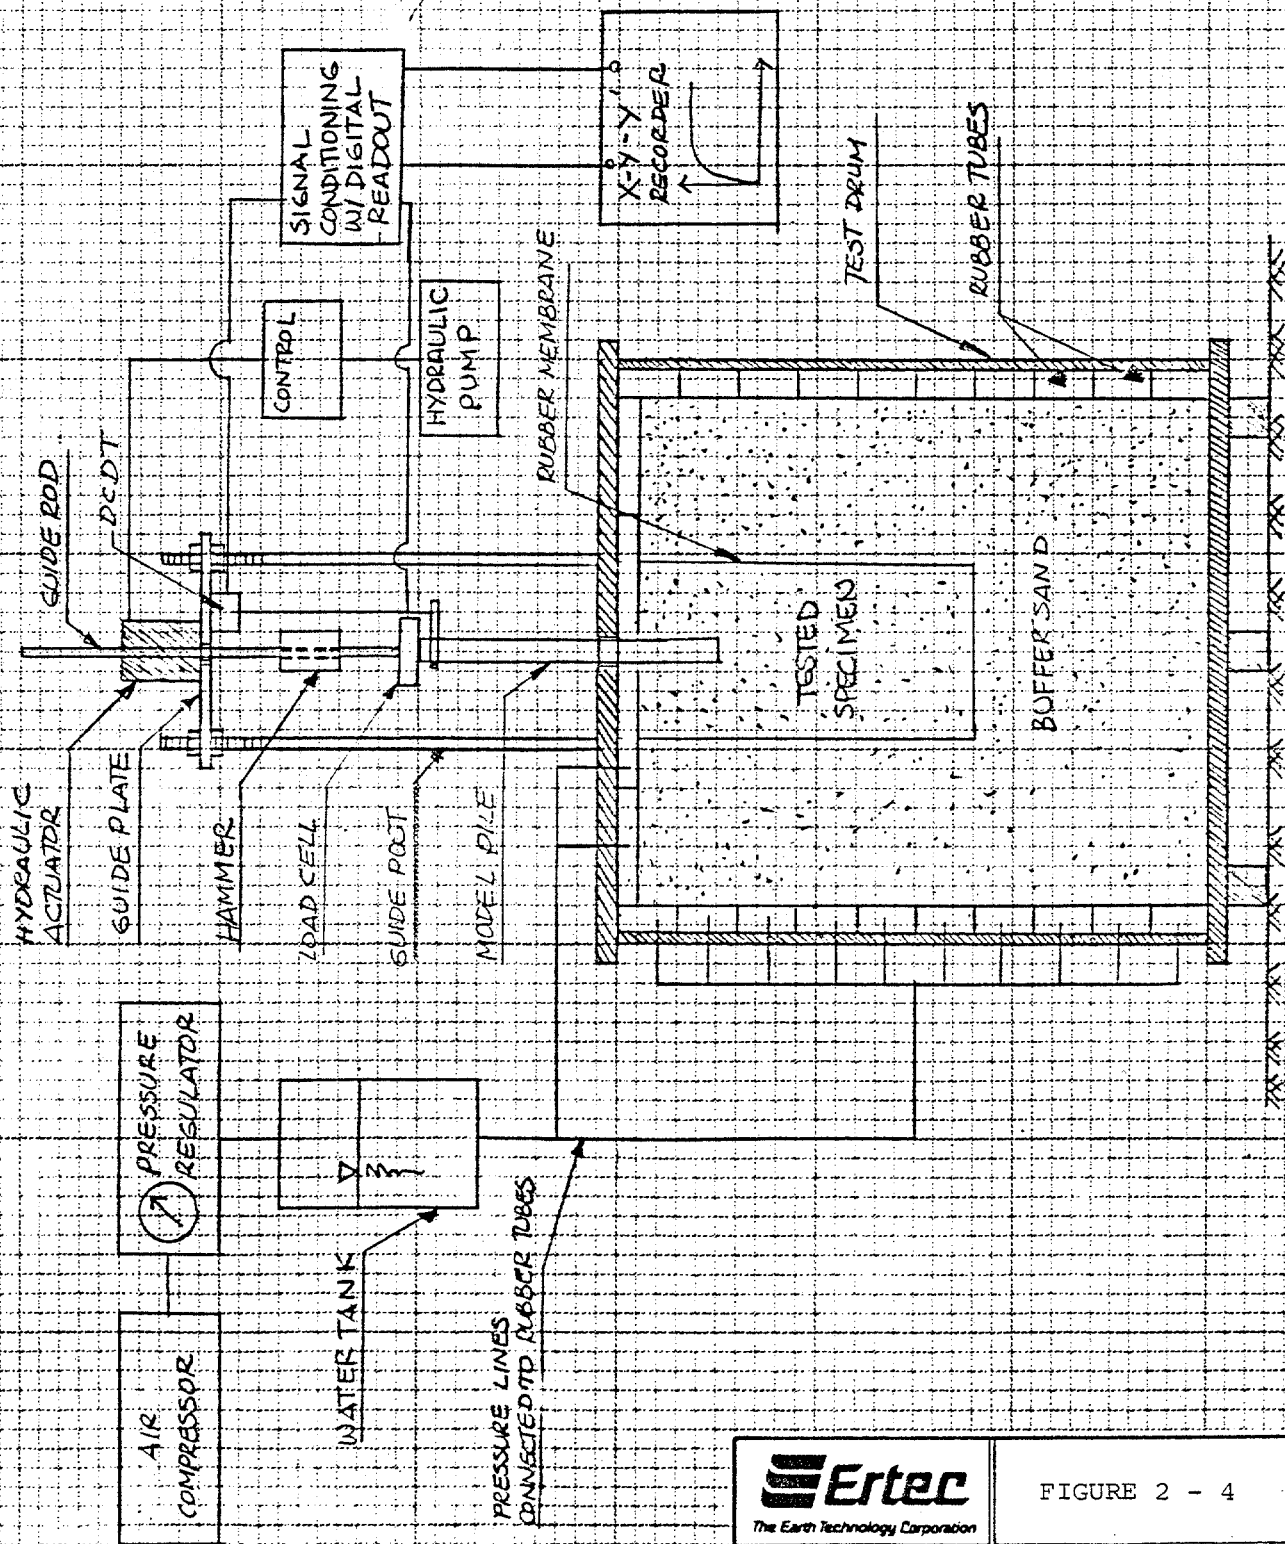 AIR
COMPRESSOR
PRESSURE
REGULATOR
WATER TANK
PRESSURE LINES
CONNECTED TO RUBBER TUBES
HYDRAULIC
ACTUATOR
GUIDE PLATE
HAMMER
LOAD CELL
GUIDE POST
MODEL PILE
GUIDE ROD
DCDT
CONTROL
HYDRAULIC
PUMP
SIGNAL
CONDITIONING
W/ DIGITAL
READOUT
X-Y-Y'
RECORDER
RUBBER MEMBRANE
TEST DRUM
RUBBER TUBES
TESTED
SPECIMEN
BUFFER SAND
Ertec
The Earth Technology Corporation
FIGURE 2 - 4